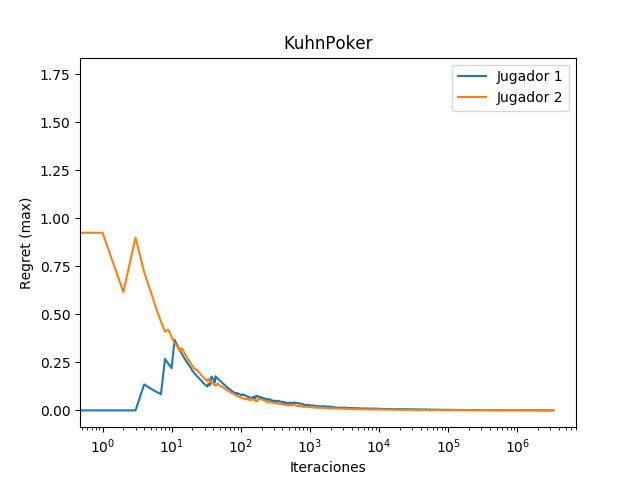 KuhnPoker
Jugador 1
Jugador 2
Regret (max)
1.75
1.50
1.25
1.00
0.75
0.50
0.25
0.00
10⁰ 10¹ 10² 10³ 10⁴ 10⁵ 10⁶
Iteraciones